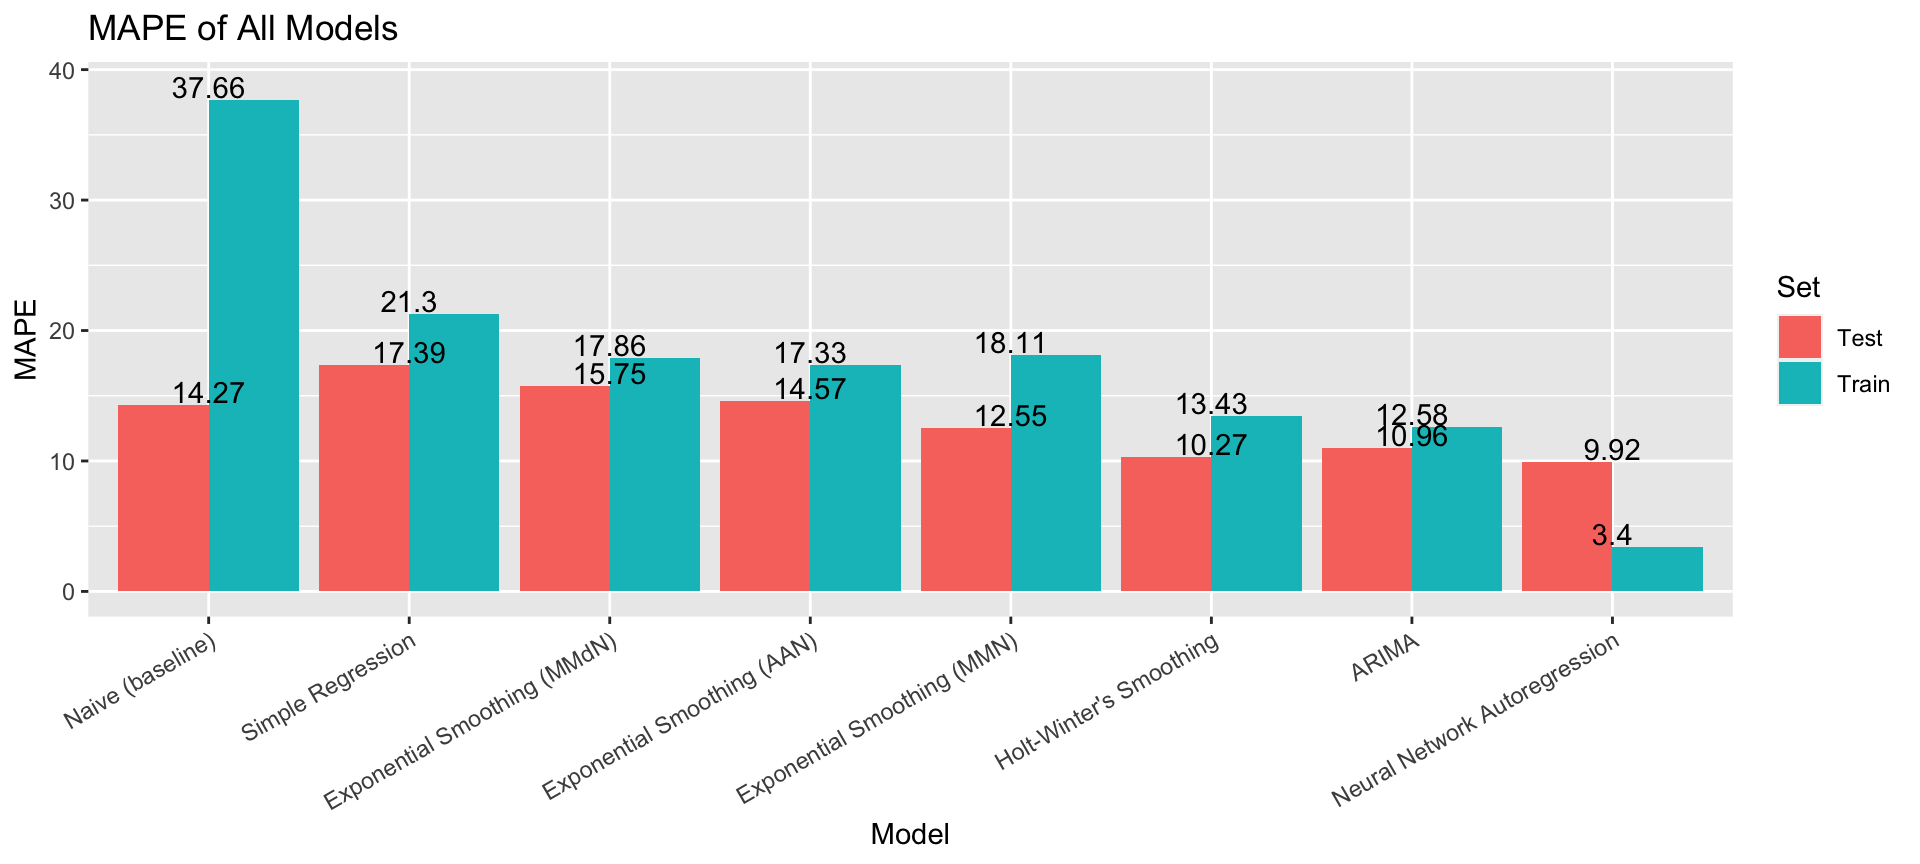 MAPE of All Models
MAPE
40
30
20
10
0
37.66
14.27
21.3
17.39
17.86
15.75
17.33
14.57
18.11
12.55
13.43
10.27
12.58
10.96
9.92
3.4
Naive (baseline)
Simple Regression
Exponential Smoothing (MMdN)
Exponential Smoothing (AAN)
Exponential Smoothing (MMN)
Holt-Winter's Smoothing
ARIMA
Neural Network Autoregression
Model
Set
Test
Train